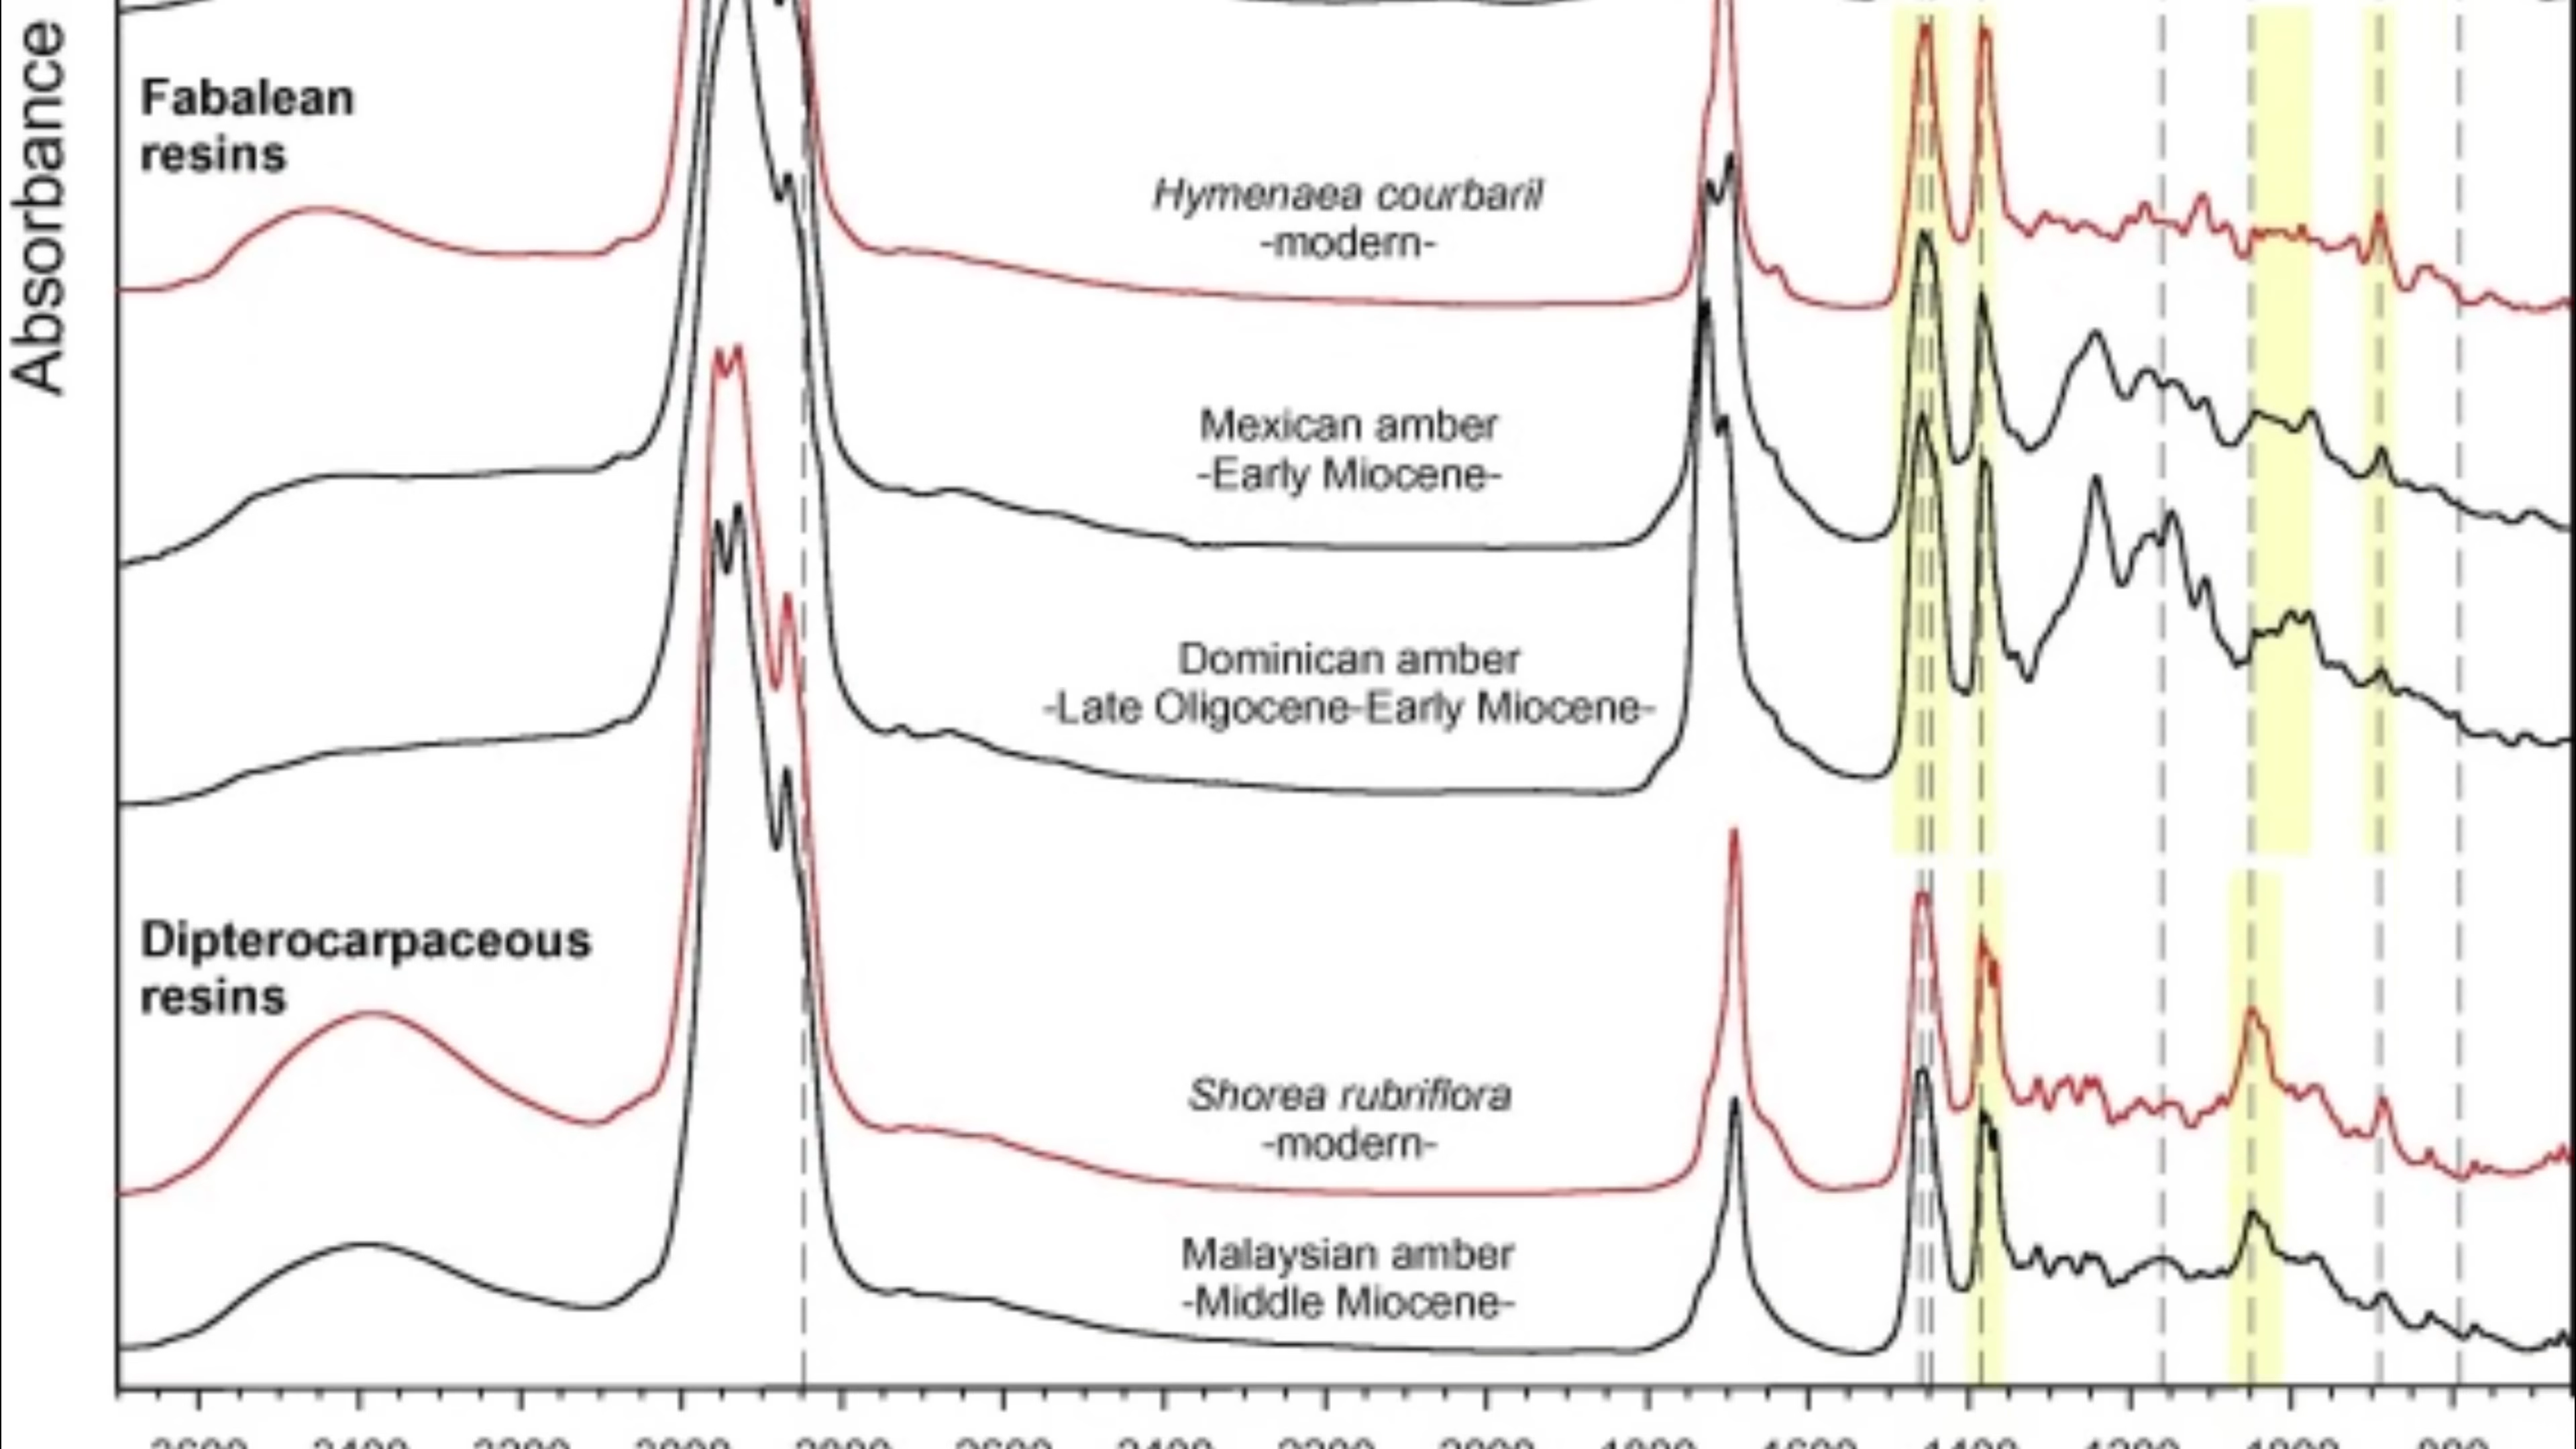 Absorbance
Fabalean
resins
Hymenaea courbaril
-modern-
Mexican amber
-Early Miocene-
Dominican amber
-Late Oligocene-Early Miocene-
Dipterocarpaceous
resins
Shorea rubriflora
-modern-
Malaysian amber
-Middle Miocene-